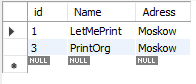 id Name Adress
1 LetMePrint Moskow
3 PrintOrg Moskow
NULL NULL NULL